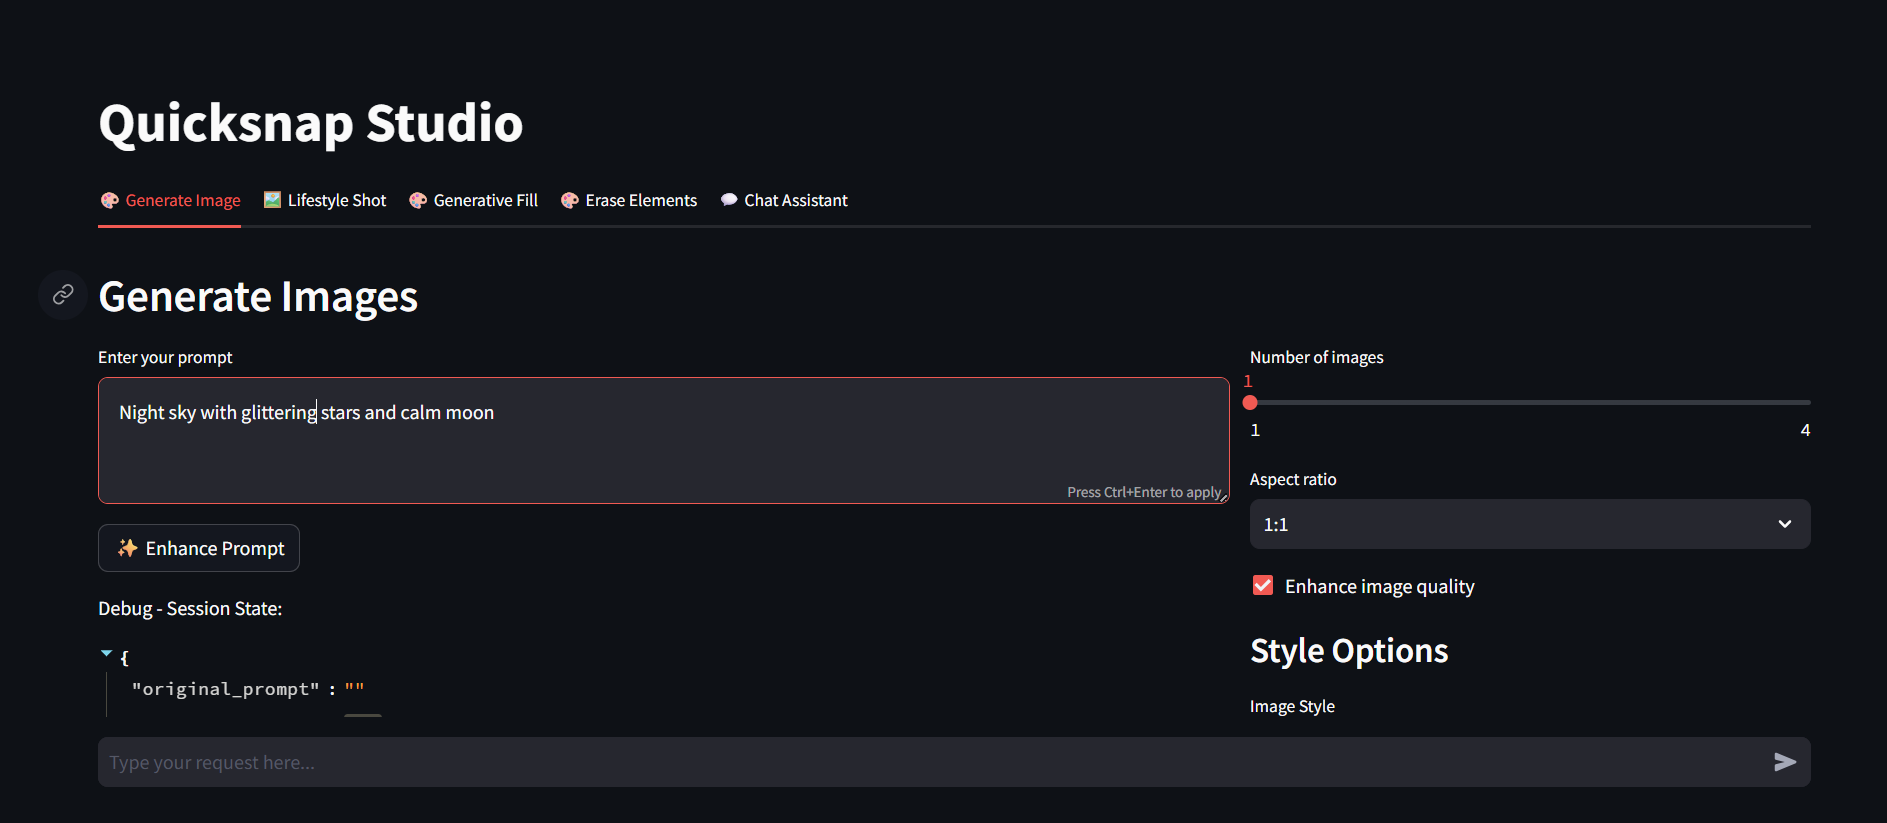 Quicksnap Studio
Generate Image Lifestyle Shot Generative Fill Erase Elements Chat Assistant
Generate Images
Enter your prompt
Night sky with glittering stars and calm moon
Press Ctrl+Enter to apply
Enhance Prompt
Debug - Session State:
{
"original_prompt" : ""
Number of images
1
1 4
Aspect ratio
1:1
Enhance image quality
Style Options
Image Style
Type your request here...